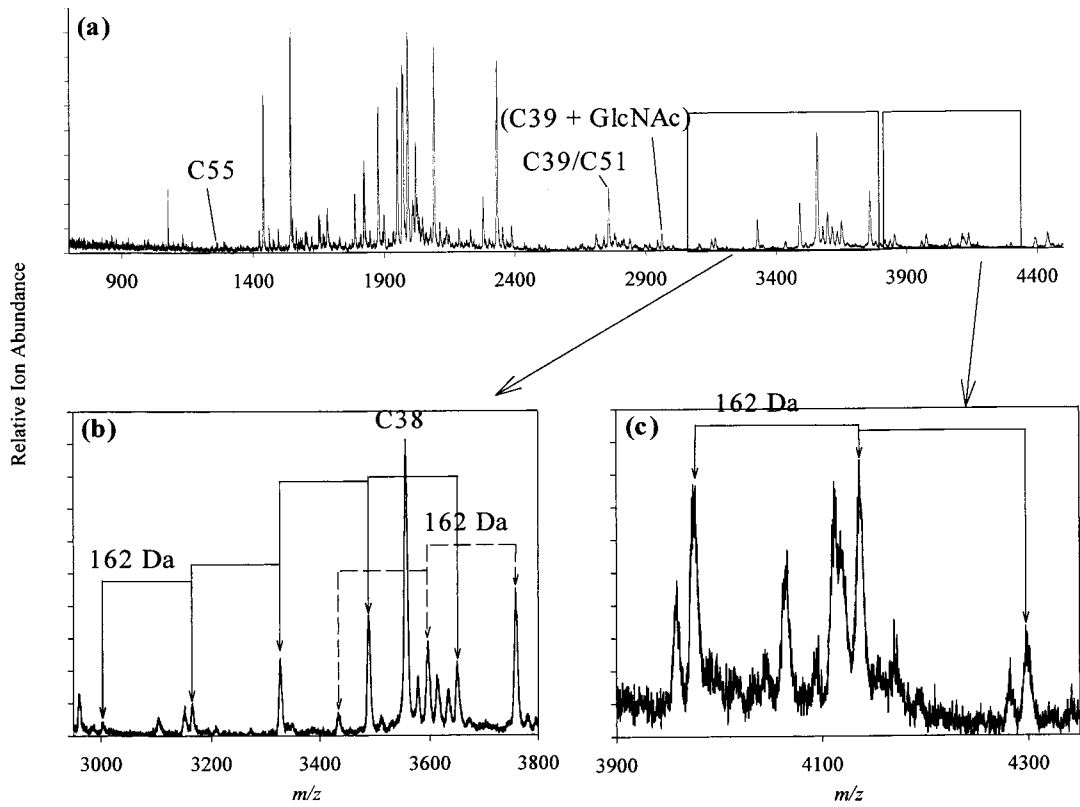 (a)
(C39 + GlcNAc)
C39/C51
C55
900 1400 1900 2400 2900 3400 3900 4400
Relative Ion Abundance
(b)
C38
162 Da
162 Da
3000 3200 3400 3600 3800
m/z
162 Da
(c)
3900 4100 4300
m/z